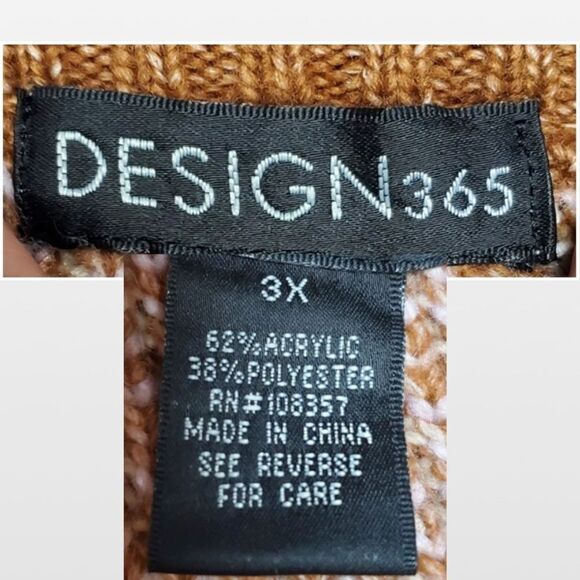 DESIGN365
3X
62%ACRYLIC
38%POLYESTER
RN#108357
MADE IN CHINA
SEE REVERSE
FOR CARE